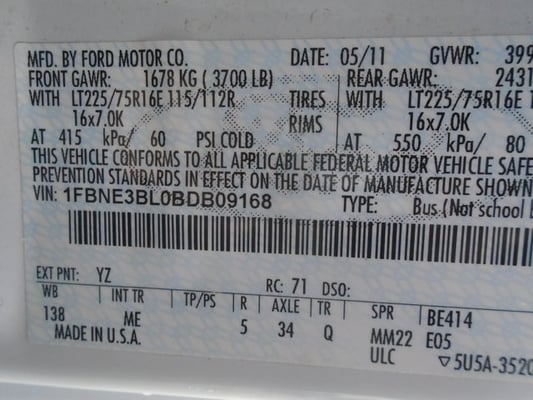 MFD. BY FORD MOTOR CO. DATE: 05/11 GVWR: 399
FRONT GAWR: 1678 KG ( 3700 LB) REAR GAWR: 2431
WITH LT225/75R16E 115/112R TIRES WITH LT225/75R16E 1
16x7.0K RIMS 16x7.0K
AT 415 kPa/ 60 PSI COLD AT 550 kPa/ 80
THIS VEHICLE CONFORMS TO ALL APPLICABLE FEDERAL MOTOR VEHICLE SAFE
PREVENTION STANDARDS IN EFFECT ON THE DATE OF MANUFACTURE SHOWN
VIN: 1FBNE3BL0BDB09168 TYPE: Bus (Not school B
EXT PNT: YZ RC: 71 DSO:
WB INT TR TP/PS R AXLE TR SPR BE414
138 ME 5 34 Q MM22 E05
MADE IN U.S.A. ULC ▽5U5A-3520